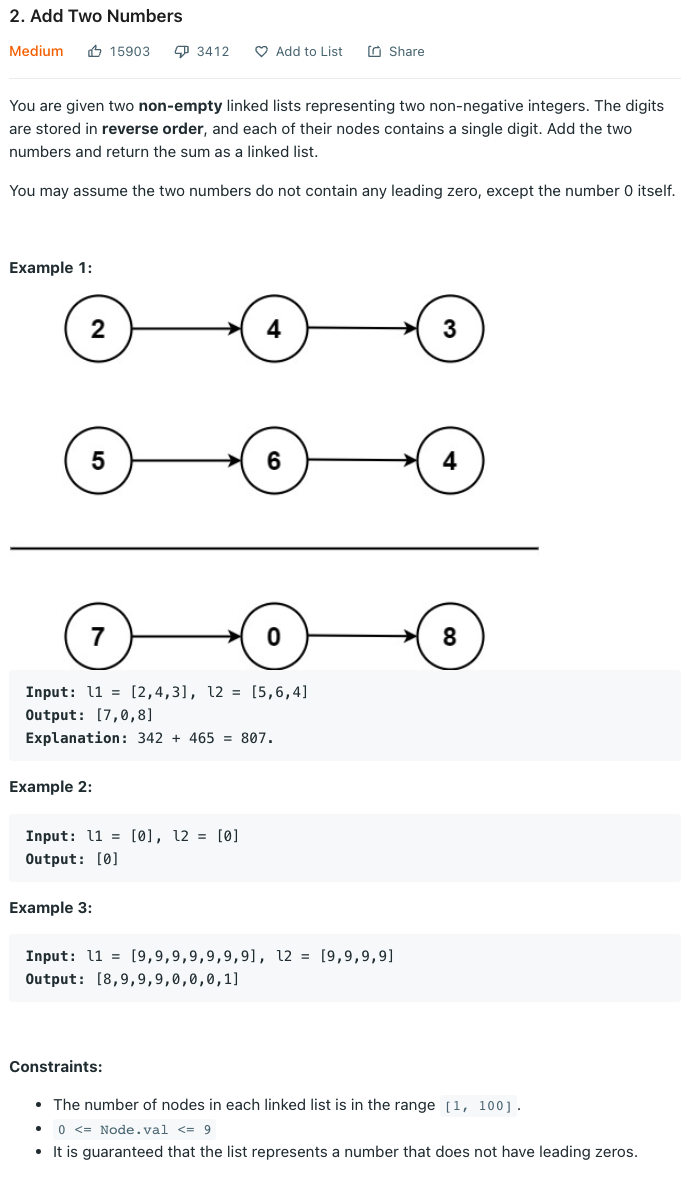 2. Add Two Numbers
Medium 15903 3412 Add to List Share
You are given two non-empty linked lists representing two non-negative integers. The digits
are stored in reverse order, and each of their nodes contains a single digit. Add the two
numbers and return the sum as a linked list.
You may assume the two numbers do not contain any leading zero, except the number 0 itself.
Example 1:
2 4 3
5 6 4
7 0 8
Input: l1 = [2,4,3], l2 = [5,6,4]
Output: [7,0,8]
Explanation: 342 + 465 = 807.
Example 2:
Input: l1 = [0], l2 = [0]
Output: [0]
Example 3:
Input: l1 = [9,9,9,9,9,9,9], l2 = [9,9,9,9]
Output: [8,9,9,9,0,0,0,1]
Constraints:
• The number of nodes in each linked list is in the range [1, 100].
• 0 <= Node.val <= 9
• It is guaranteed that the list represents a number that does not have leading zeros.